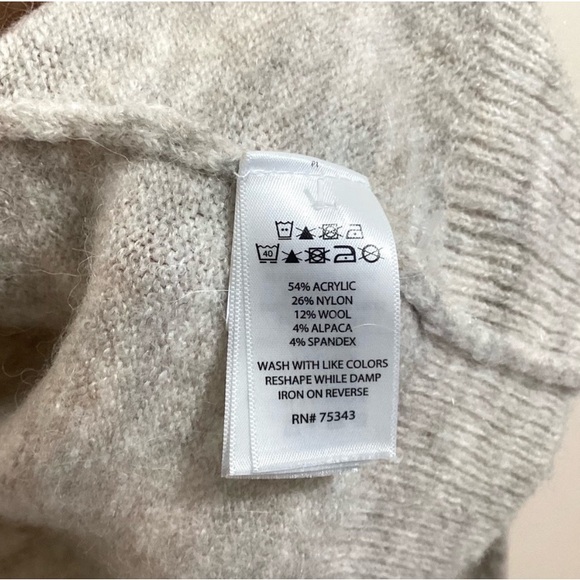 40
54% ACRYLIC
26% NYLON
12% WOOL
4% ALPACA
4% SPANDEX
WASH WITH LIKE COLORS
RESHAPE WHILE DAMP
IRON ON REVERSE
RN# 75343